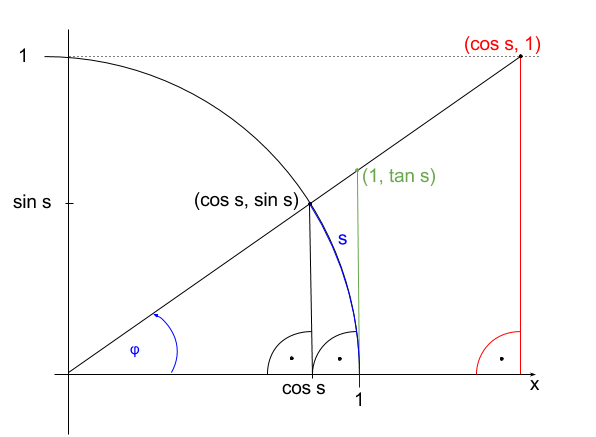 (cos s, 1)
1
(1, tan s)
(cos s, sin s)
sin s
s
φ
cos s
x
1